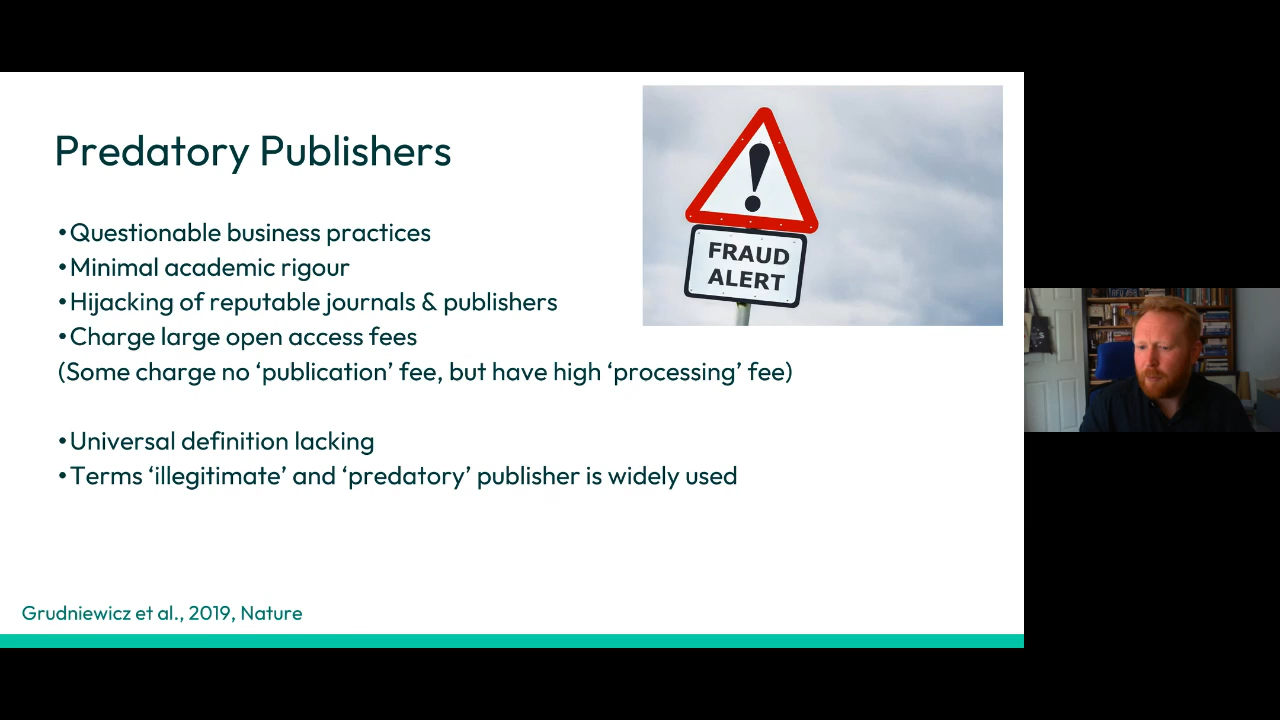 Predatory Publishers
•Questionable business practices
•Minimal academic rigour
•Hijacking of reputable journals & publishers
•Charge large open access fees
(Some charge no ‘publication’ fee, but have high ‘processing’ fee)
•Universal definition lacking
•Terms ‘illegitimate’ and ‘predatory’ publisher is widely used
FRAUD
ALERT
Grudniewicz et al., 2019, Nature